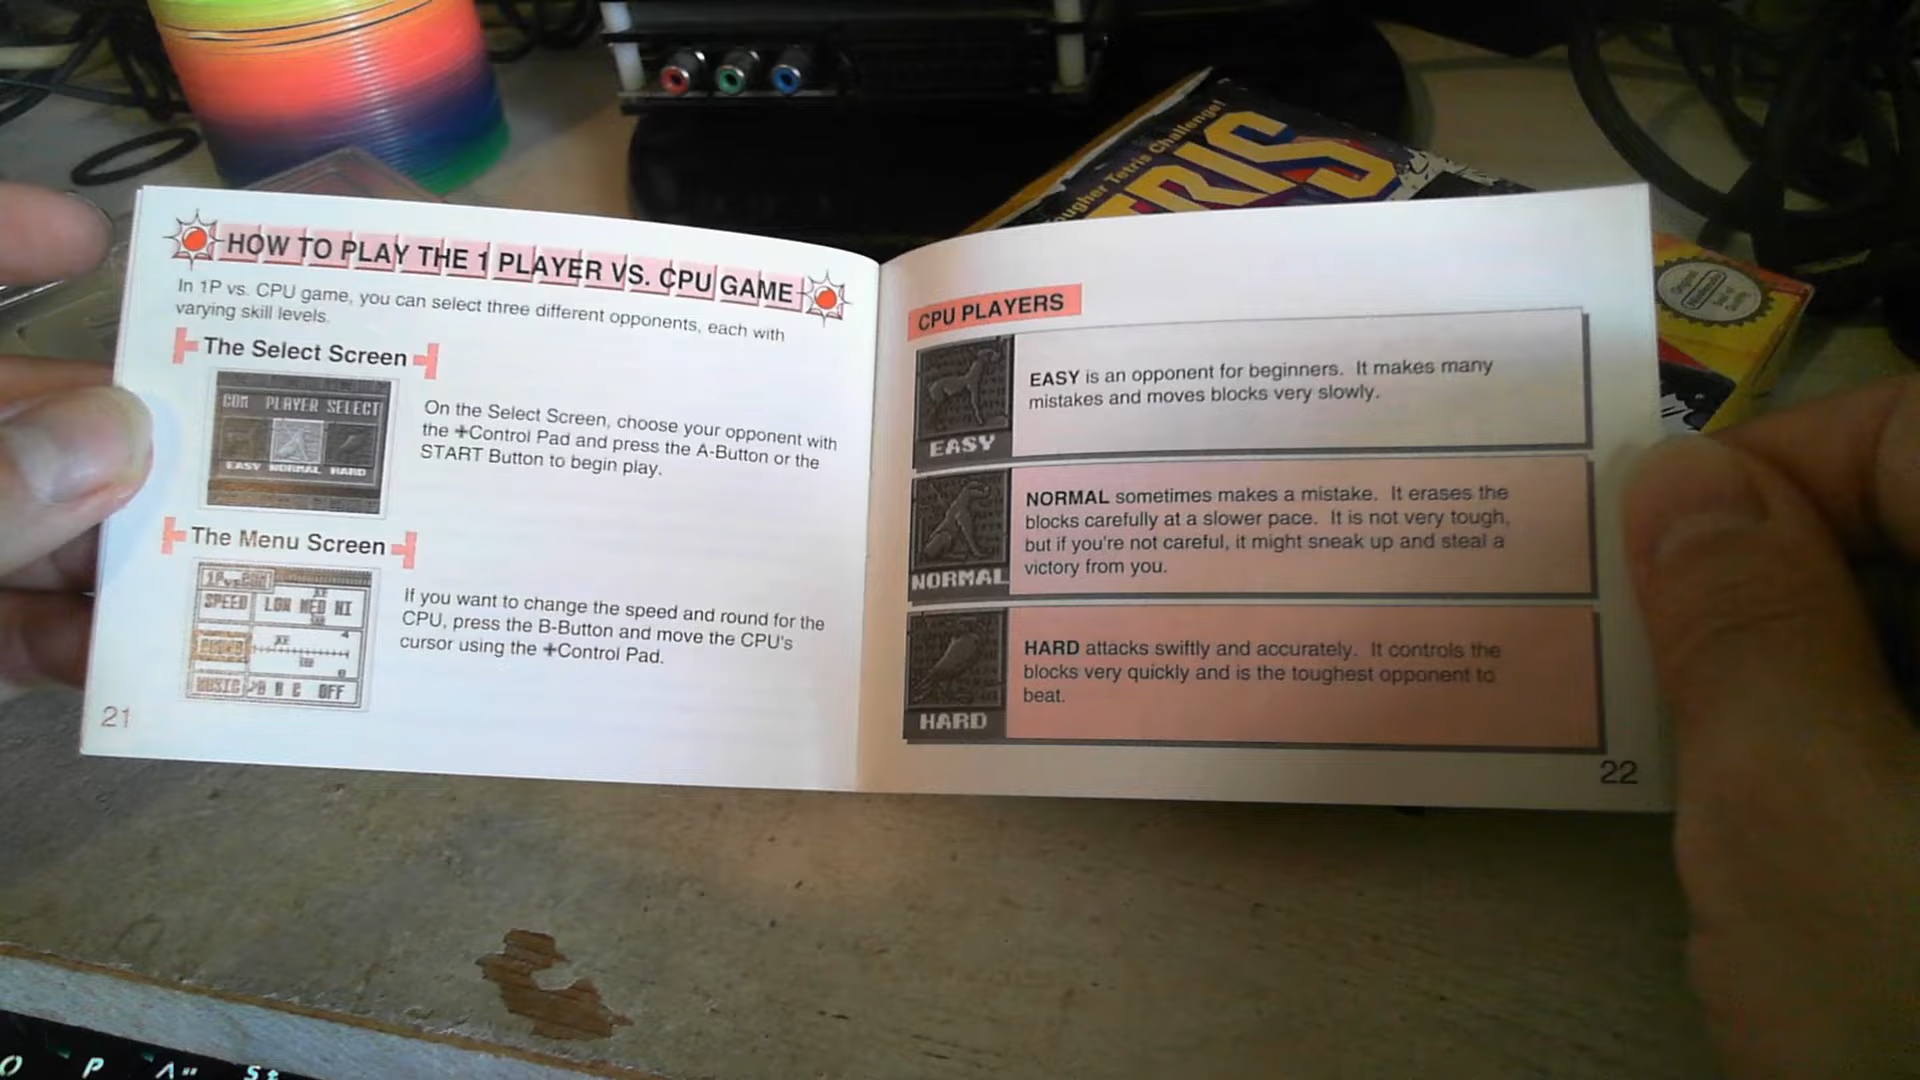 Tougher Tetris Challenge!
TRIS
Original
Nintendo
Seal of
Quality
HOW TO PLAY THE 1 PLAYER VS. CPU GAME
In 1P vs. CPU game, you can select three different opponents, each with
varying skill levels.
The Select Screen
COM PLAYER SELECT
EASY NORMAL HARD
On the Select Screen, choose your opponent with
the +Control Pad and press the A-Button or the
START Button to begin play.
The Menu Screen
SPEED LOW MED HI
MUSIC A B C OFF
If you want to change the speed and round for the
CPU, press the B-Button and move the CPU's
cursor using the +Control Pad.
21
CPU PLAYERS
EASY
EASY is an opponent for beginners. It makes many
mistakes and moves blocks very slowly.
NORMAL
NORMAL sometimes makes a mistake. It erases the
blocks carefully at a slower pace. It is not very tough,
but if you're not careful, it might sneak up and steal a
victory from you.
HARD
HARD attacks swiftly and accurately. It controls the
blocks very quickly and is the toughest opponent to
beat.
22
O P